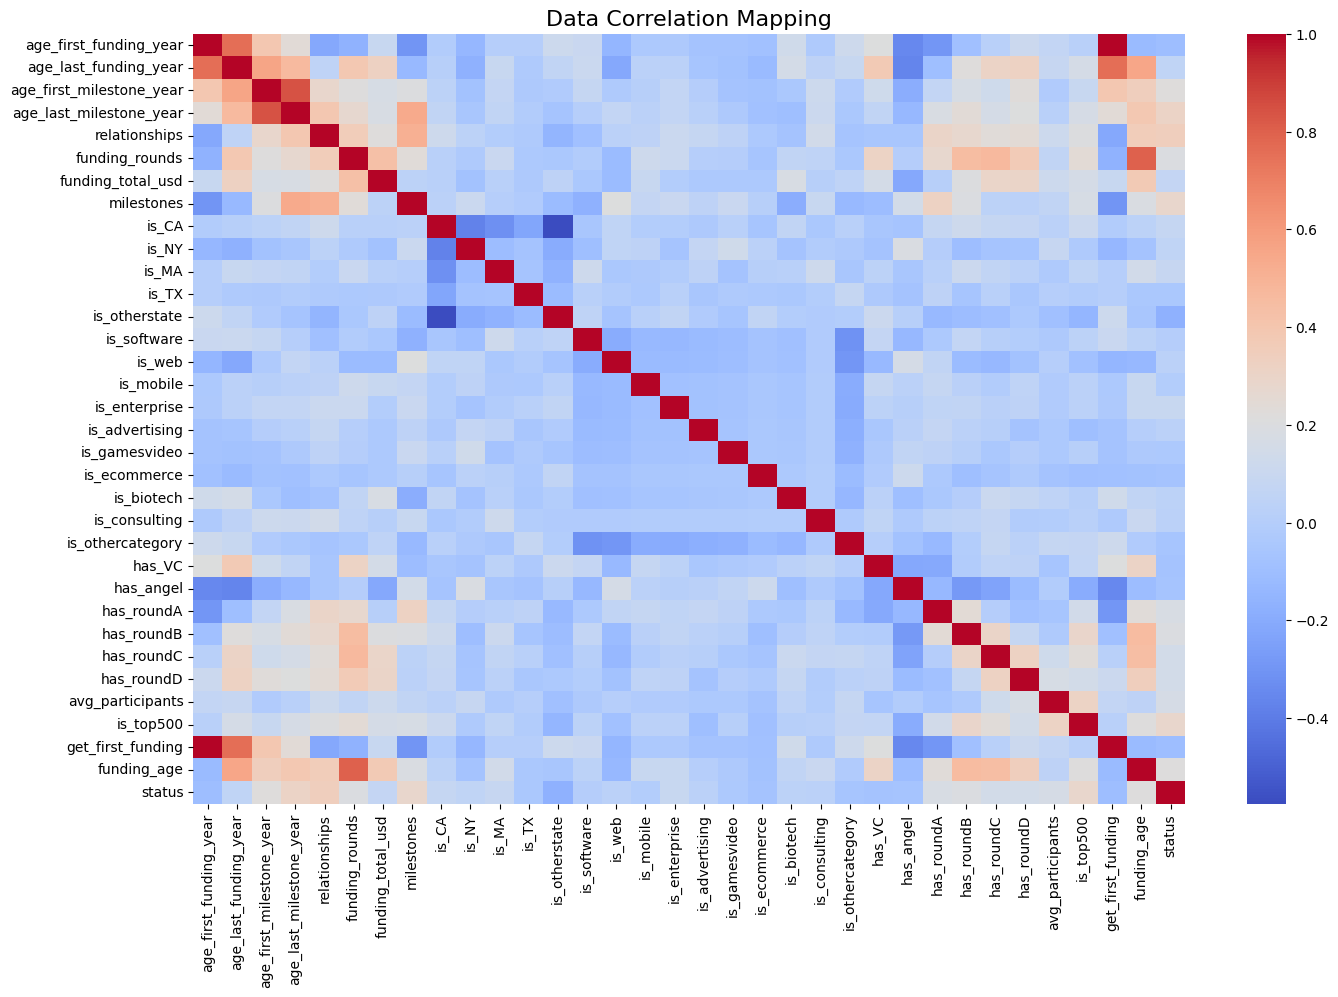 Data Correlation Mapping
age_first_funding_year
age_last_funding_year
age_first_milestone_year
age_last_milestone_year
relationships
funding_rounds
funding_total_usd
milestones
is_CA
is_NY
is_MA
is_TX
is_otherstate
is_software
is_web
is_mobile
is_enterprise
is_advertising
is_gamesvideo
is_ecommerce
is_biotech
is_consulting
is_othercategory
has_VC
has_angel
has_roundA
has_roundB
has_roundC
has_roundD
avg_participants
is_top500
get_first_funding
funding_age
status
age_first_funding_year
age_last_funding_year
age_first_milestone_year
age_last_milestone_year
relationships
funding_rounds
funding_total_usd
milestones
is_CA
is_NY
is_MA
is_TX
is_otherstate
is_software
is_web
is_mobile
is_enterprise
is_advertising
is_gamesvideo
is_ecommerce
is_biotech
is_consulting
is_othercategory
has_VC
has_angel
has_roundA
has_roundB
has_roundC
has_roundD
avg_participants
is_top500
get_first_funding
funding_age
status
1.0
0.8
0.6
0.4
0.2
0.0
−0.2
−0.4